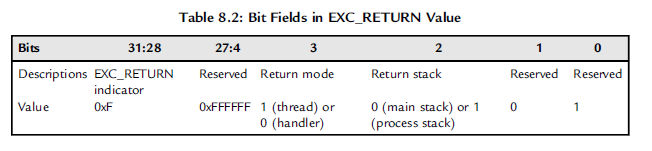 Table 8.2: Bit Fields in EXC_RETURN Value
Bits 31:28 27:4 3 2 1 0
Descriptions EXC_RETURN Reserved Return mode Return stack Reserved Reserved
indicator
Value 0xF 0xFFFFFF 1 (thread) or 0 (main stack) or 1 0 1
0 (handler) (process stack)